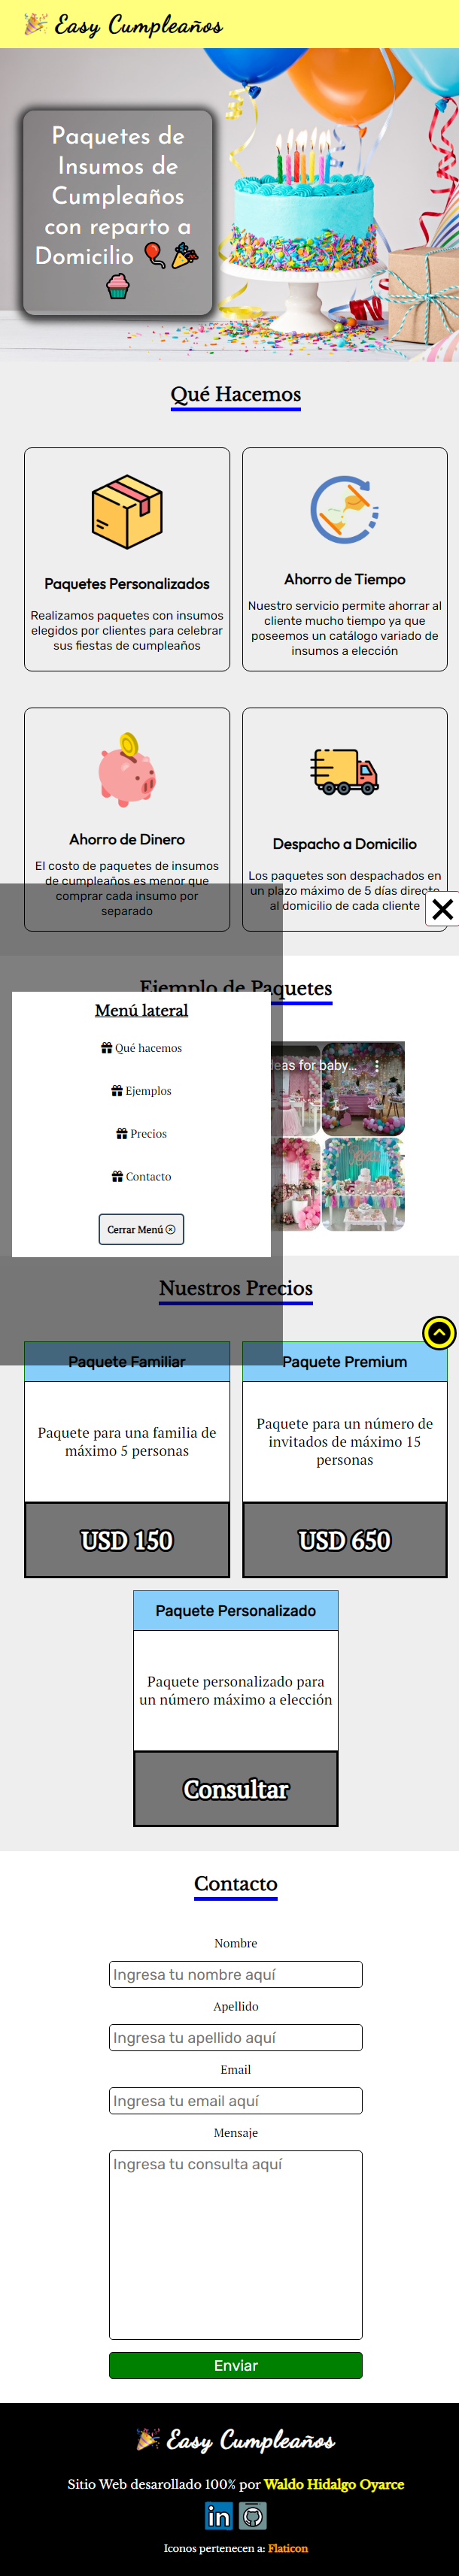 Easy Cumpleaños
Paquetes de
Insumos de
Cumpleaños
con reparto a
Domicilio
Qué Hacemos
Paquetes Personalizados
Realizamos paquetes con insumos
elegidos por clientes para celebrar
sus fiestas de cumpleaños
Ahorro de Tiempo
Nuestro servicio permite ahorrar al
cliente mucho tiempo ya que
poseemos un catálogo variado de
insumos a elección
Ahorro de Dinero
El costo de paquetes de insumos
de cumpleaños es menor que
comprar cada insumo por
separado
Despacho a Domicilio
Los paquetes son despachados en
un plazo máximo de 5 días directo
al domicilio de cada cliente
Ejemplo de Paquetes
Menú lateral
Qué hacemos
Ejemplos
Precios
Contacto
Cerrar Menú
deas for baby...
Nuestros Precios
Paquete Familiar
Paquete para una familia de
máximo 5 personas
USD 150
Paquete Premium
Paquete para un número de
invitados de máximo 15
personas
USD 650
Paquete Personalizado
Paquete personalizado para
un número máximo a elección
Consultar
Contacto
Nombre
Ingresa tu nombre aquí
Apellido
Ingresa tu apellido aquí
Email
Ingresa tu email aquí
Mensaje
Ingresa tu consulta aquí
Enviar
Easy Cumpleaños
Sitio Web desarollado 100% por Waldo Hidalgo Oyarce
in
Iconos pertenecen a: Flaticon